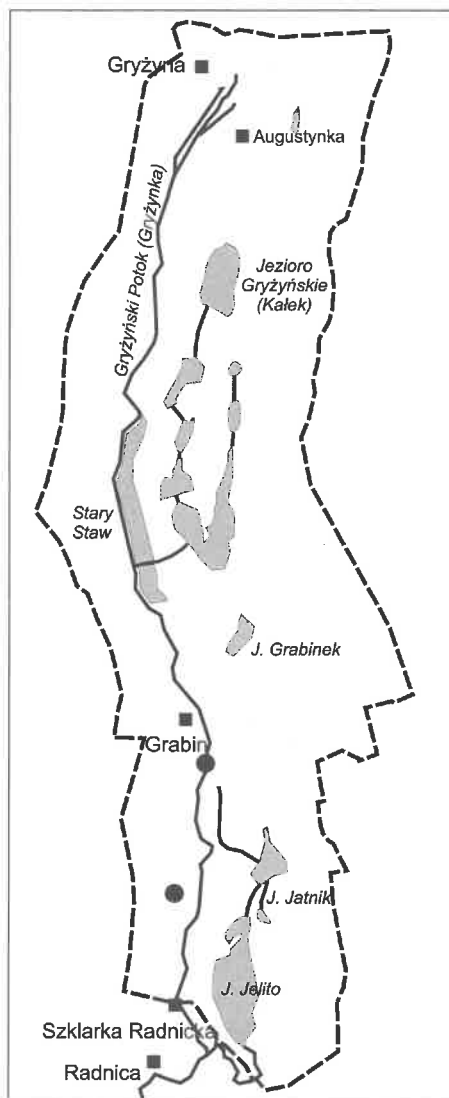 Gryżyna
Augustynka
Gryżyński Potok (Gryżynka)
Jezioro
Gryżyńskie
(Kałek)
Stary
Staw
J. Grabinek
Grabin
J. Jatnik
J. Jelito
Szklarka Radnicka
Radnica